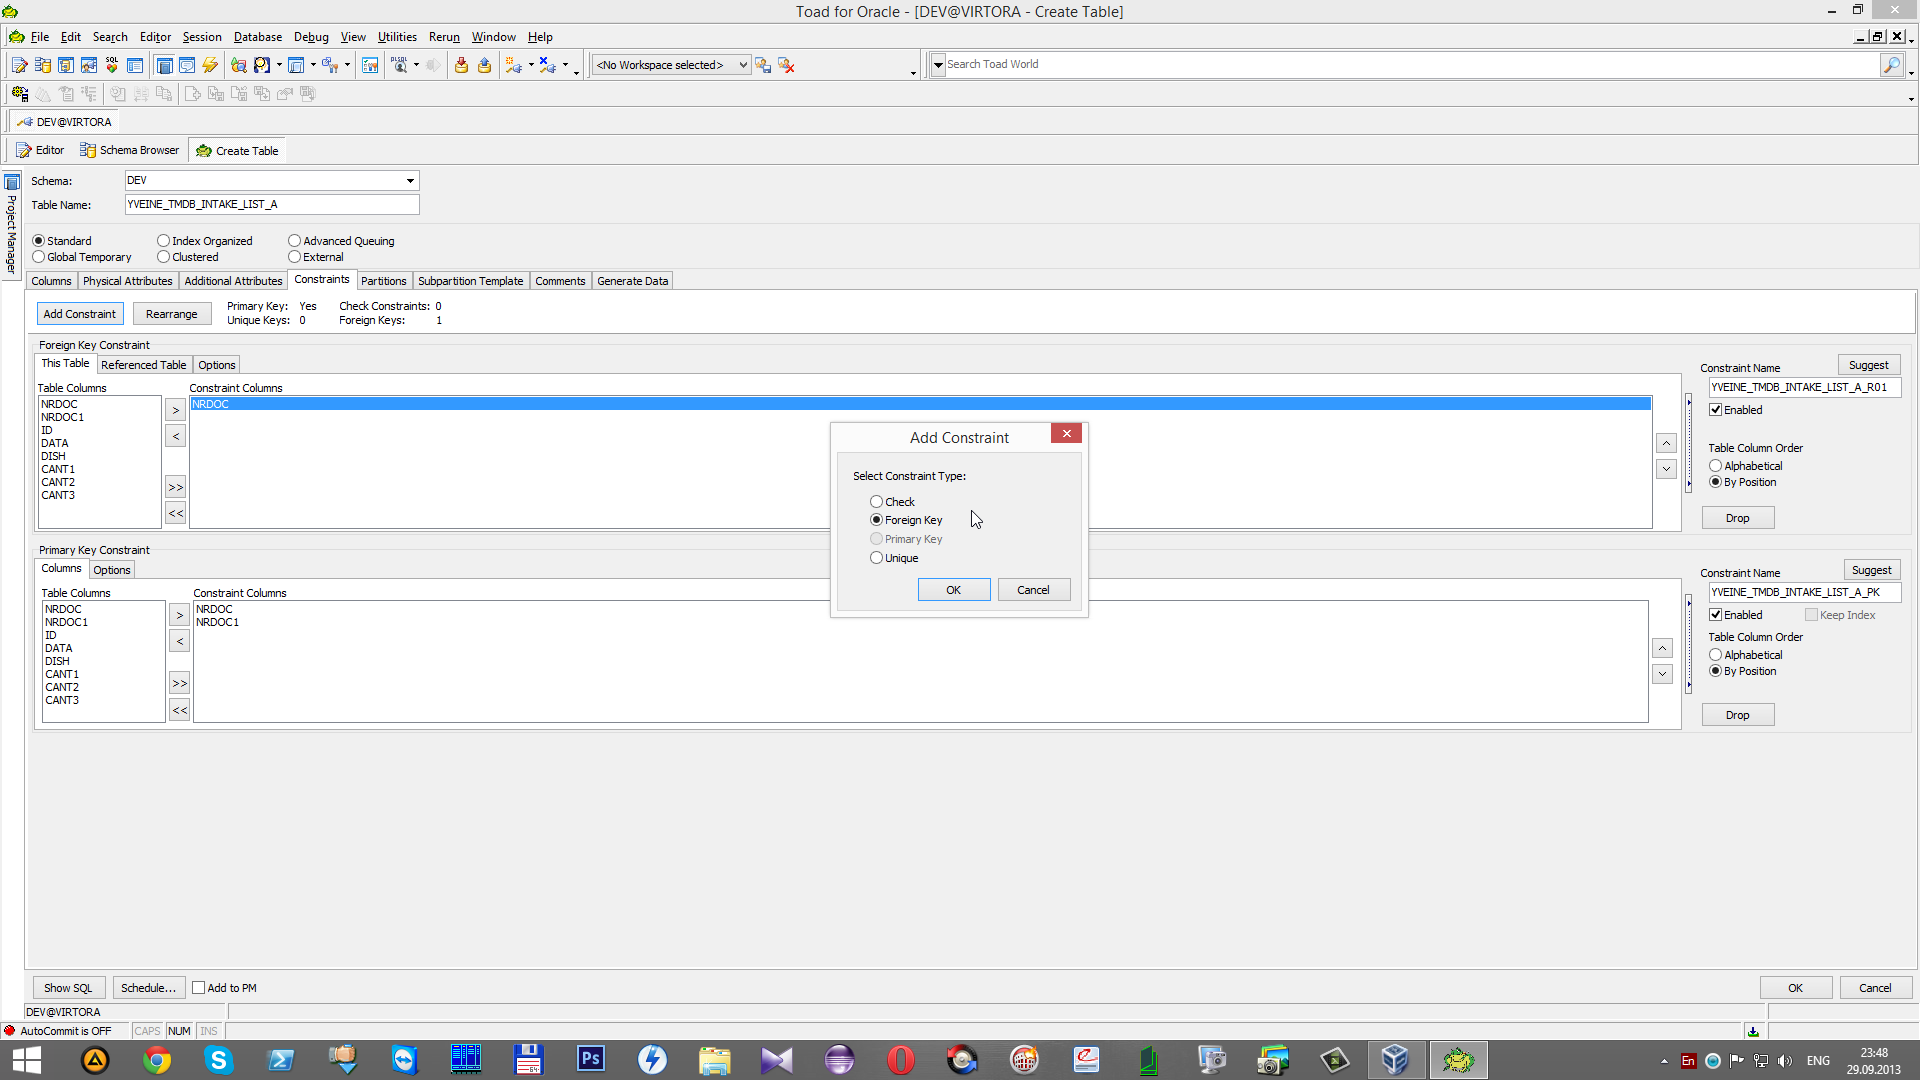 Toad for Oracle - [DEV@VIRTORA - Create Table]
File Edit Search Editor Session Database Debug View Utilities Rerun Window Help
<No Workspace selected> Search Toad World
DEV@VIRTORA
Editor Schema Browser Create Table
Project Manager
Schema: DEV
Table Name: YVEINE_TMDB_INTAKE_LIST_A
Standard Index Organized Advanced Queuing
Global Temporary Clustered External
Columns Physical Attributes Additional Attributes Constraints Partitions Subpartition Template Comments Generate Data
Add Constraint Rearrange
Primary Key: Yes Check Constraints: 0
Unique Keys: 0 Foreign Keys: 1
Foreign Key Constraint
This Table Referenced Table Options
Table Columns Constraint Columns
NRDOC
NRDOC1
ID
DATA
DISH
CANT1
CANT2
CANT3
>
<
>>
<<
NRDOC
Constraint Name Suggest
YVEINE_TMDB_INTAKE_LIST_A_R01
Enabled
Table Column Order
Alphabetical
By Position
Drop
Add Constraint
Select Constraint Type:
Check
Foreign Key
Primary Key
Unique
OK Cancel
Primary Key Constraint
Columns Options
Table Columns Constraint Columns
NRDOC
NRDOC1
ID
DATA
DISH
CANT1
CANT2
CANT3
>
<
>>
<<
NRDOC
NRDOC1
Constraint Name Suggest
YVEINE_TMDB_INTAKE_LIST_A_PK
Enabled Keep Index
Table Column Order
Alphabetical
By Position
Drop
Show SQL Schedule... Add to PM OK Cancel
DEV@VIRTORA
AutoCommit is OFF CAPS NUM INS
Ps En ENG 23:48
29.09.2013